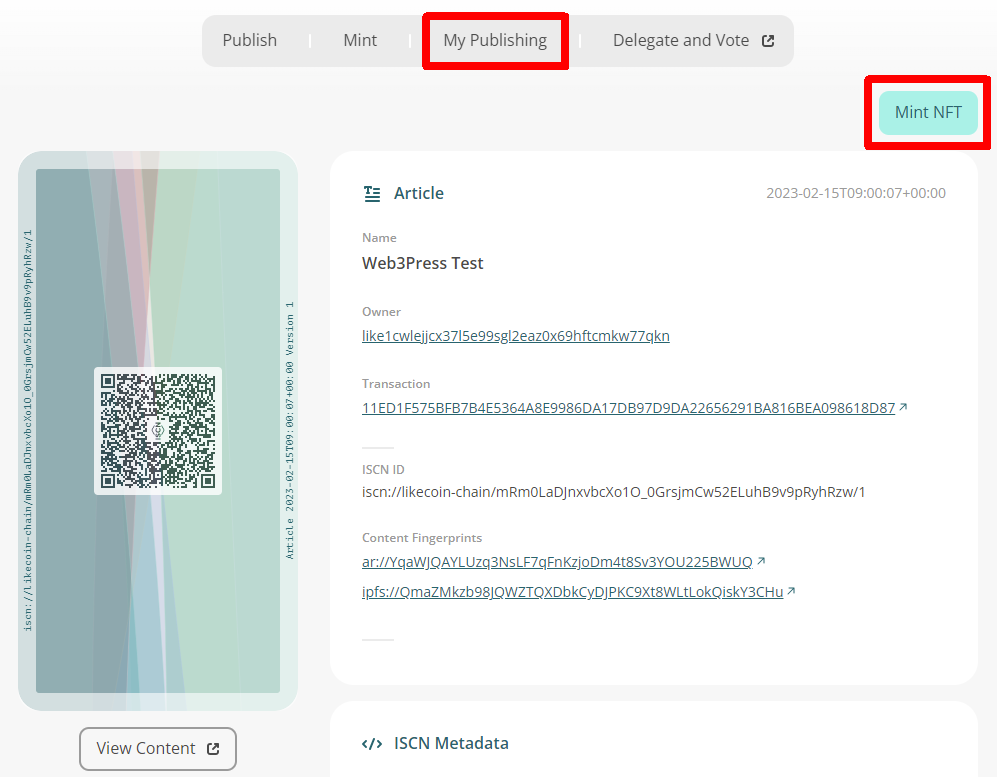 Publish
Mint
My Publishing
Delegate and Vote
Mint NFT
iscn://likecoin-chain/mRm0LaDJnxvbcXo1O_0GrsjmCw52ELuhB9v9pRyhRzw/1
ISCN
Article 2023-02-15T09:00:07+00:00 Version 1
View Content
Article
2023-02-15T09:00:07+00:00
Name
Web3Press Test
Owner
like1cwlejjcx37l5e99sgl2eaz0x69hftcmkw77qkn
Transaction
11ED1F575BFB7B4E5364A8E9986DA17DB97D9DA22656291BA816BEA098618D87
ISCN ID
iscn://likecoin-chain/mRm0LaDJnxvbcXo1O_0GrsjmCw52ELuhB9v9pRyhRzw/1
Content Fingerprints
ar://YqaWJQAYLUzq3NsLF7qFnKzjoDm4t8Sv3YOU225BWUQ
ipfs://QmaZMkzb98JQWZTQXDbkCyDJPKC9Xt8WLtLokQiskY3CHu
ISCN Metadata